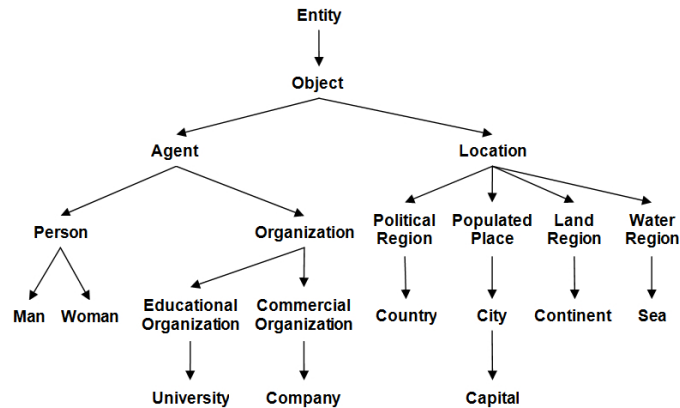 Entity
Object
Agent
Location
Person
Organization
Political
Region
Populated
Place
Land
Region
Water
Region
Man
Woman
Educational
Organization
Commercial
Organization
Country
City
Continent
Sea
University
Company
Capital